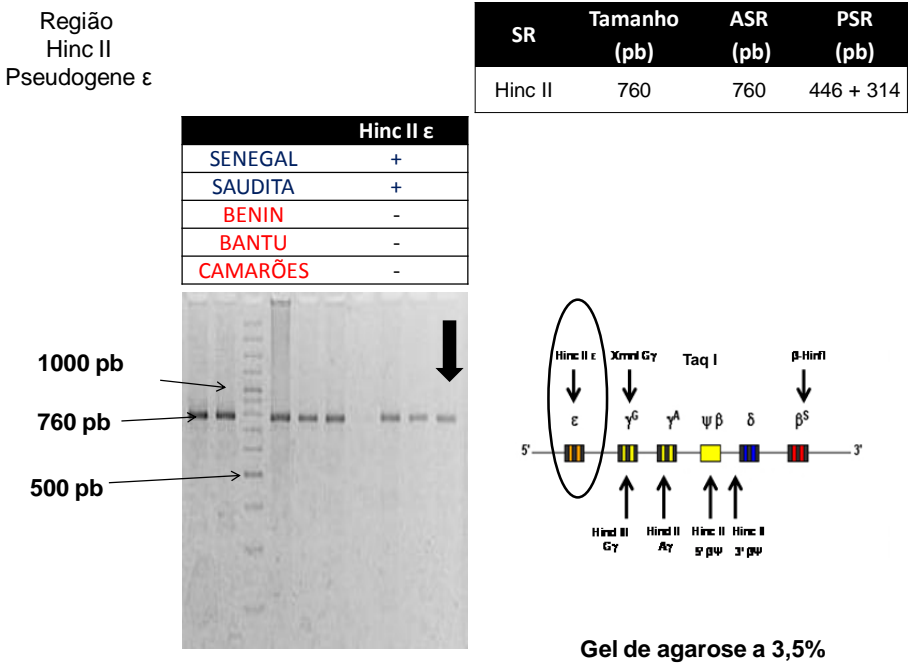 Região
Hinc II
Pseudogene ε
SR Tamanho (pb) ASR (pb) PSR (pb)
Hinc II 760 760 446 + 314
Hinc II ε
SENEGAL +
SAUDITA +
BENIN -
BANTU -
CAMARÕES -
1000 pb
760 pb
500 pb
Hinc II ε XmnI Gγ Taq I β-HinfI
ε γG γA ψ β δ βS
5' 3'
Hind III Gγ Hind II Aγ Hinc II 5' βΨ Hinc II 3' βΨ
Gel de agarose a 3,5%